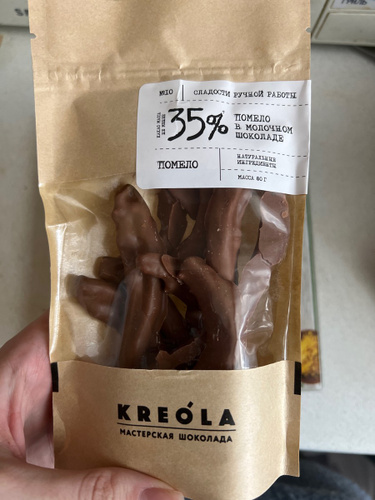 №10
СЛАДОСТИ РУЧНОЙ РАБОТЫ
35%
ПОМЕЛО
В МОЛОЧНОМ
ШОКОЛАДЕ
ПОМЕЛО
НАТУРАЛЬНЫЕ
ИНГРЕДИЕНТЫ
МАССА 80 Г
KREÓLA
МАСТЕРСКАЯ ШОКОЛАДА